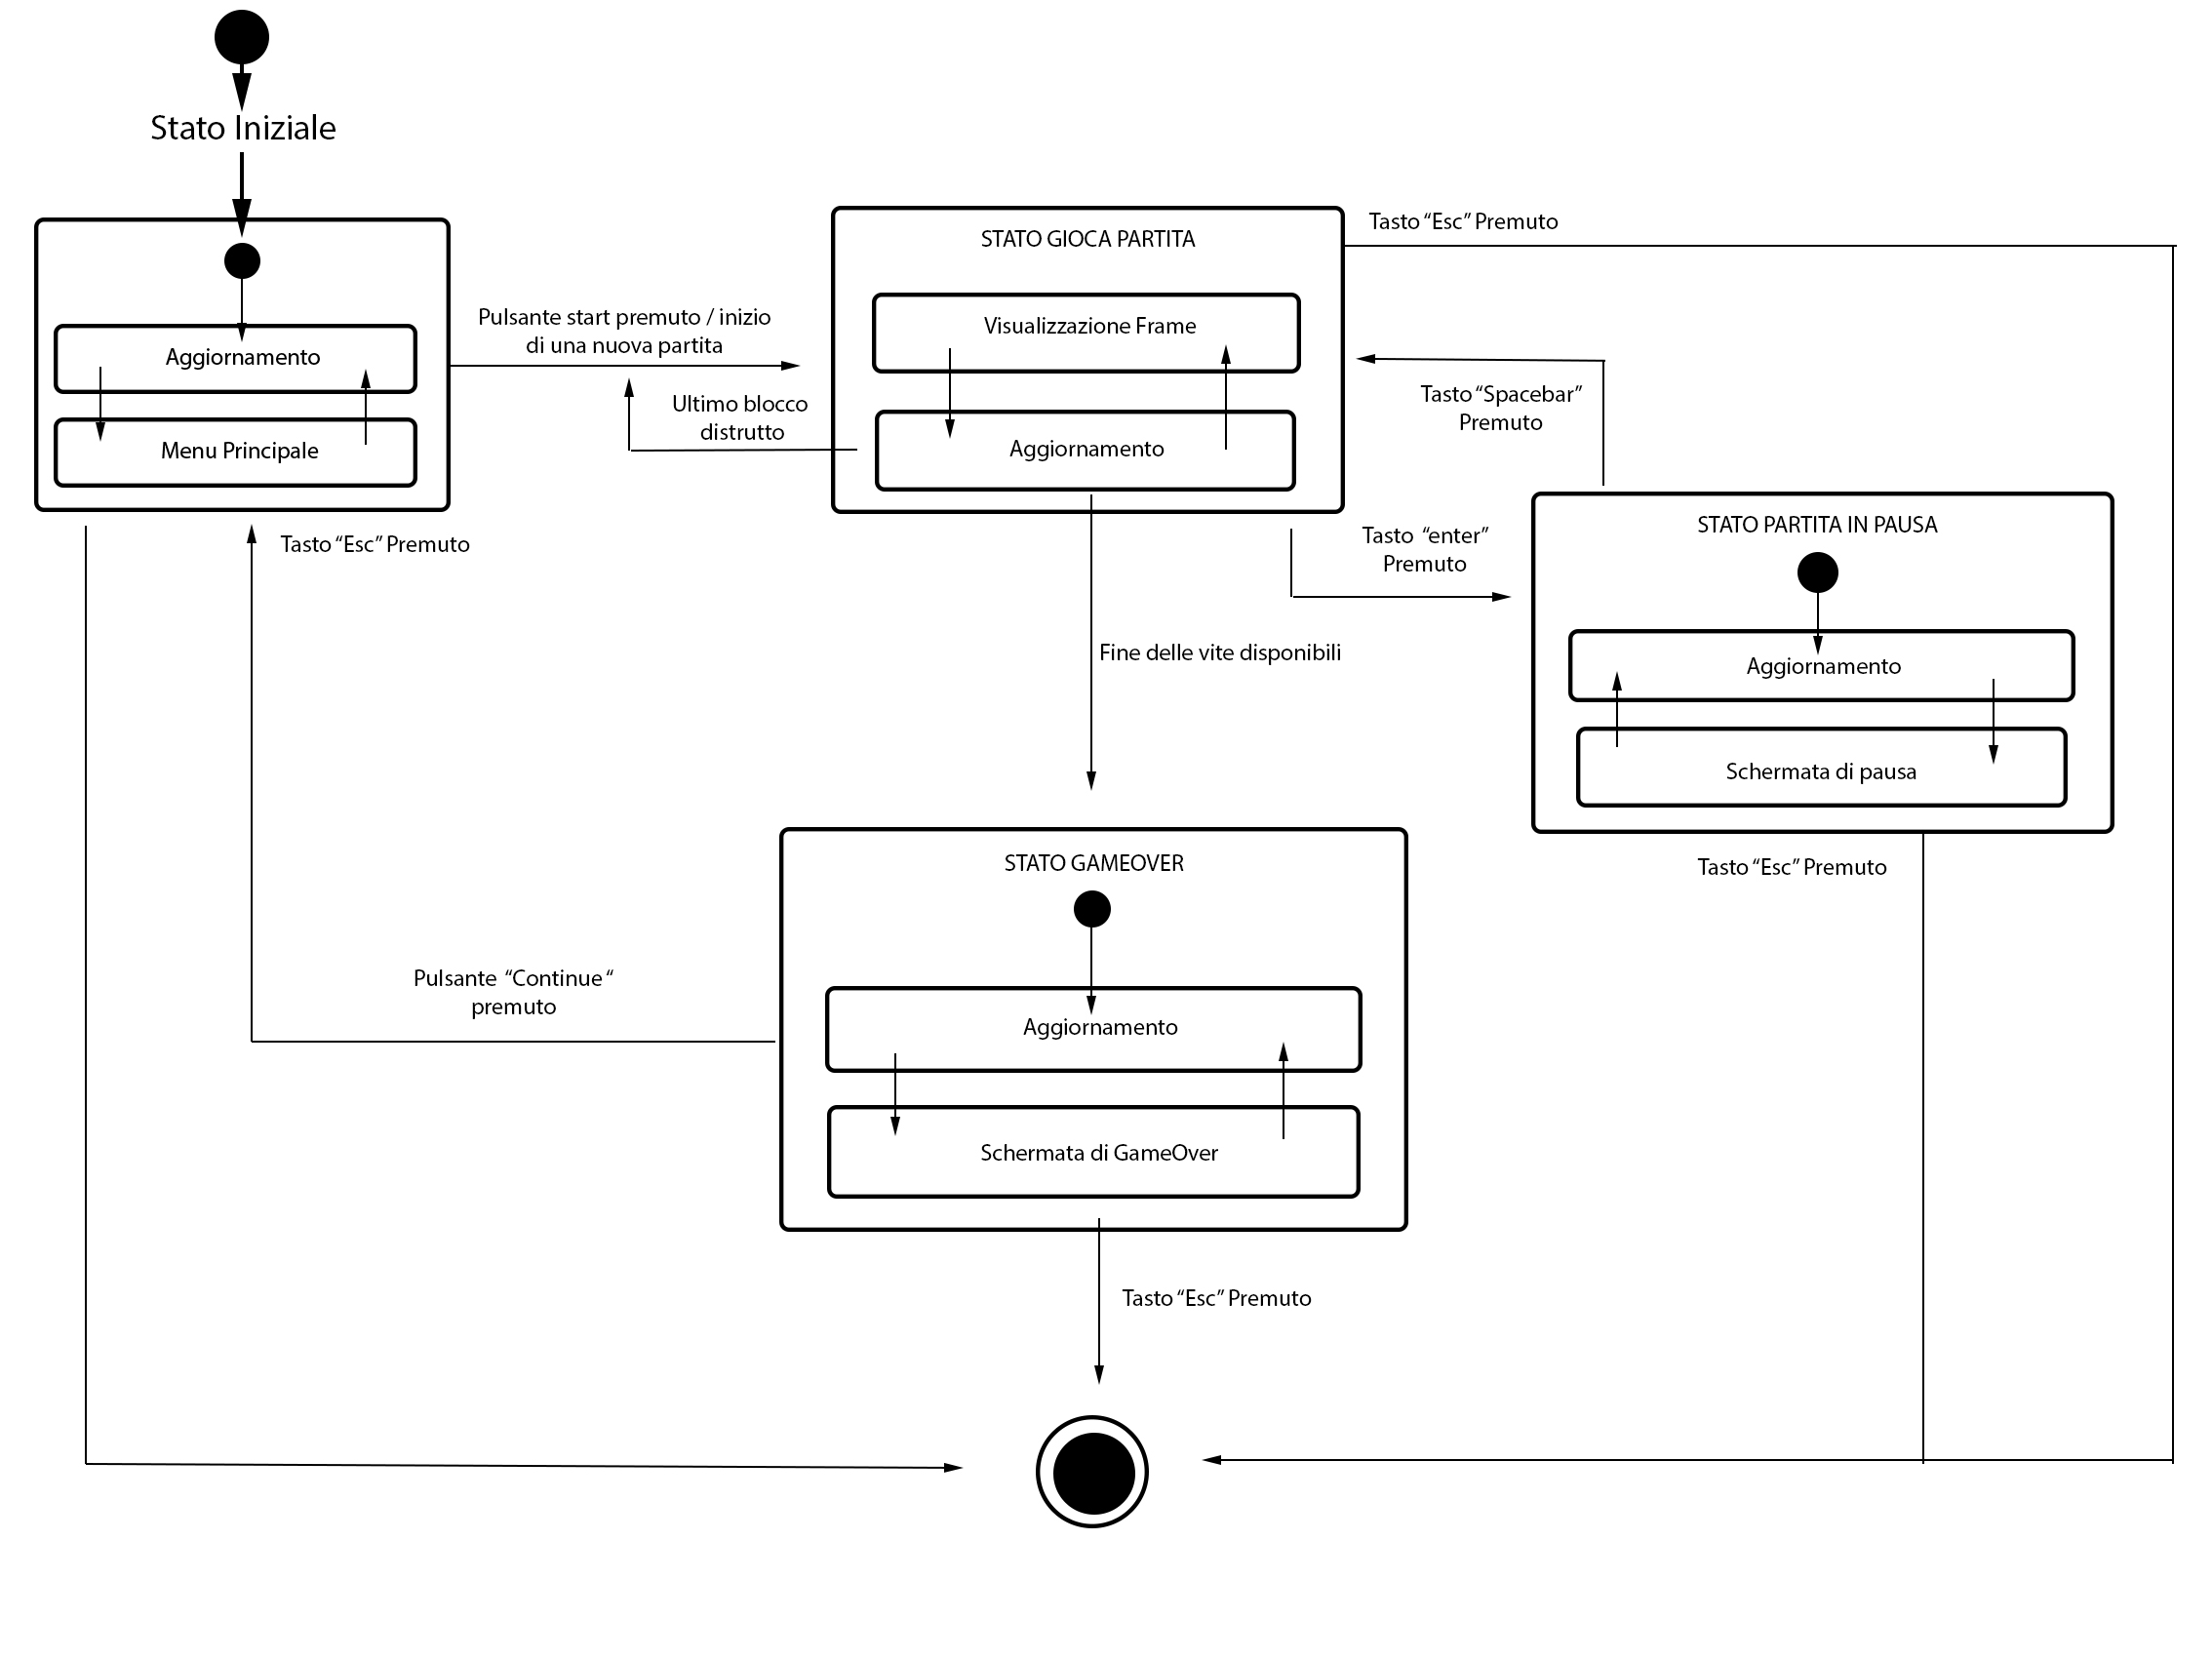 Stato Iniziale
Aggiornamento
Menu Principale
Tasto “Esc” Premuto
Pulsante start premuto / inizio
di una nuova partita
Ultimo blocco
distrutto
STATO GIOCA PARTITA
Visualizzazione Frame
Aggiornamento
Tasto “Esc” Premuto
Tasto “Spacebar”
Premuto
Tasto “enter”
Premuto
STATO PARTITA IN PAUSA
Aggiornamento
Schermata di pausa
Tasto “Esc” Premuto
Fine delle vite disponibili
STATO GAMEOVER
Aggiornamento
Schermata di GameOver
Pulsante “Continue “
premuto
Tasto “Esc” Premuto